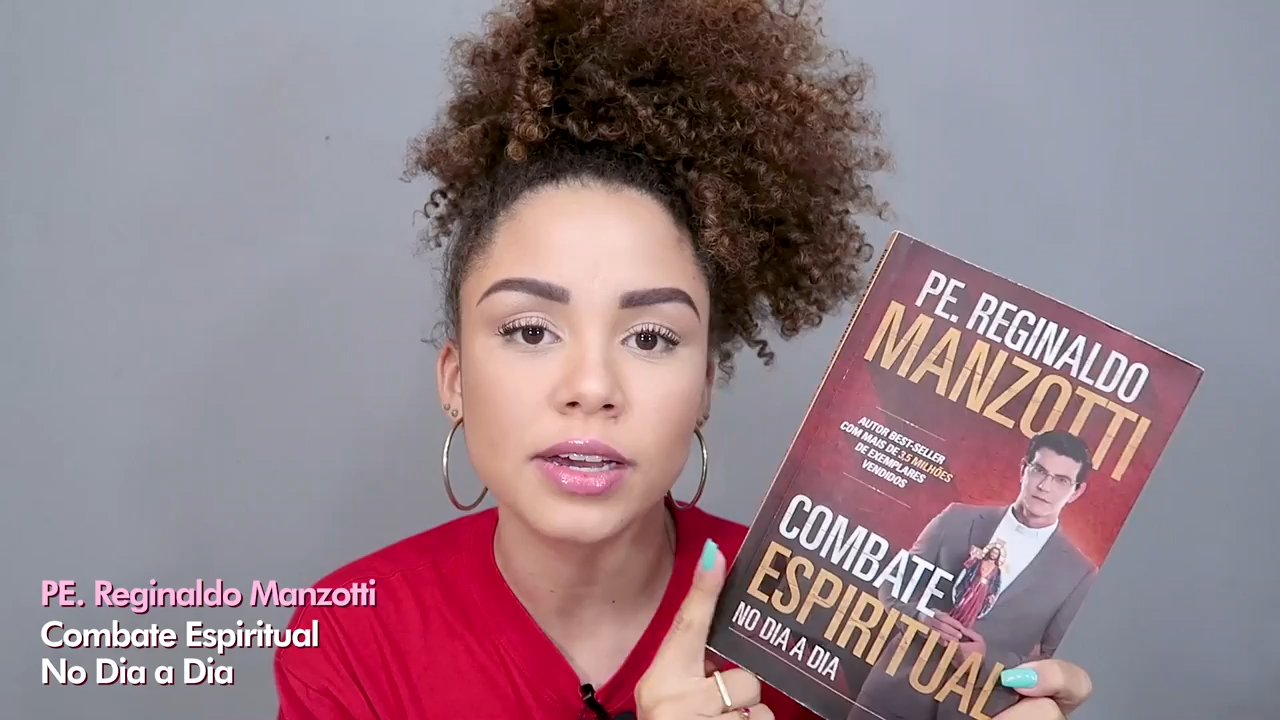 PE. REGINALDO
MANZOTTI
AUTOR BEST-SELLER
COM MAIS DE 3.5 MILHÕES
DE EXEMPLARES
VENDIDOS
COMBATE
ESPIRITUAL
NO DIA A DIA
PE. Reginaldo Manzotti
Combate Espiritual
No Dia a Dia